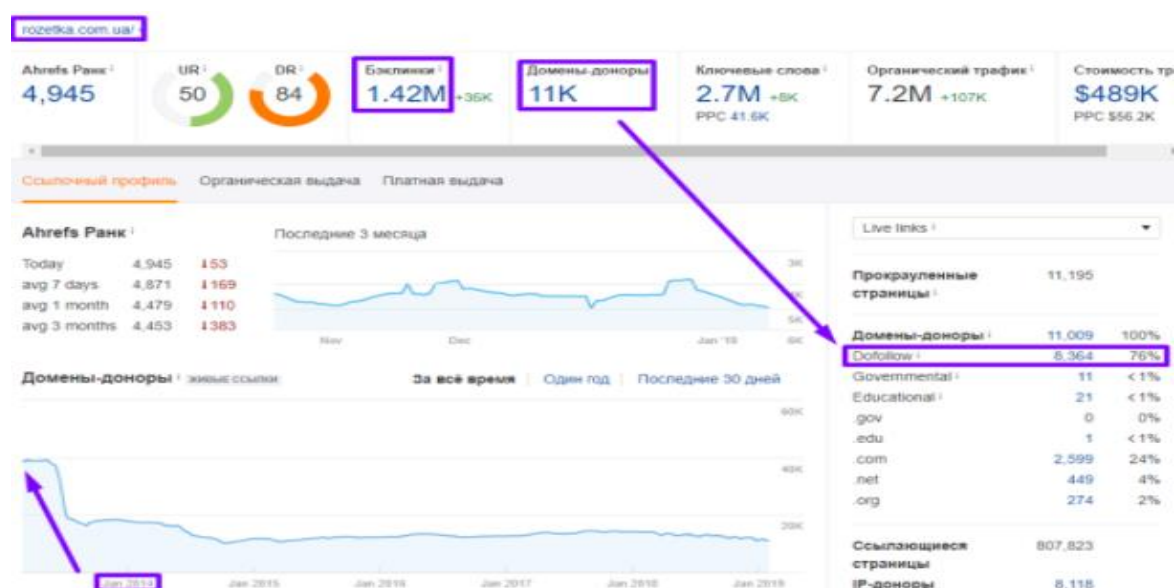 rozetka.com.ua/
Ahrefs Ранк UR DR Бэклинки Домены-доноры Ключевые слова Органический трафик Стоимость тр
4,945 50 84 1.42M +35K 11K 2.7M +8K 7.2M +107K $489K
PPC 41.6K PPC $56.2K
Ссылочный профиль Органическая выдача Платная выдача
Ahrefs Ранк Последние 3 месяца Live links
Today 4,945 ↓53 3K
avg 7 days 4,871 ↓169 Прокрауленные 11,195
страницы
avg 1 month 4,479 ↓110
avg 3 months 4,453 ↓383 5K
Nov Dec Jan '19 6K
Домены-доноры 11,009 100%
Dofollow 8,364 76%
Домены-доноры живые ссылки За всё время Один год Последние 30 дней
Governmental 11 <1%
Educational 21 <1%
60K .gov 0 0%
.edu 1 <1%
.com 2,599 24%
40K .net 449 4%
.org 274 2%
20K
Ссылающиеся 807,823
страницы
Jan 2014 Jan 2015 Jan 2016 Jan 2017 Jan 2018 Jan 2019
IP-доноры 8,118